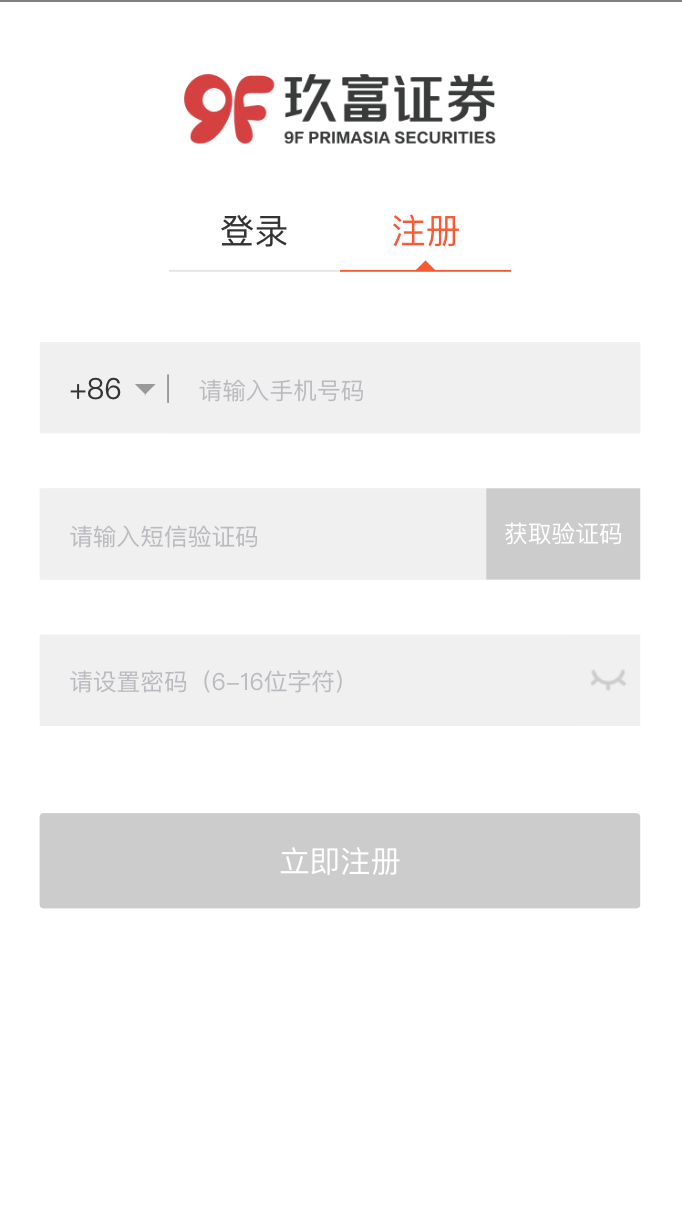 9F 玖富证券
9F PRIMASIA SECURITIES
登录 注册
+86 请输入手机号码
请输入短信验证码 获取验证码
请设置密码（6-16位字符）
立即注册